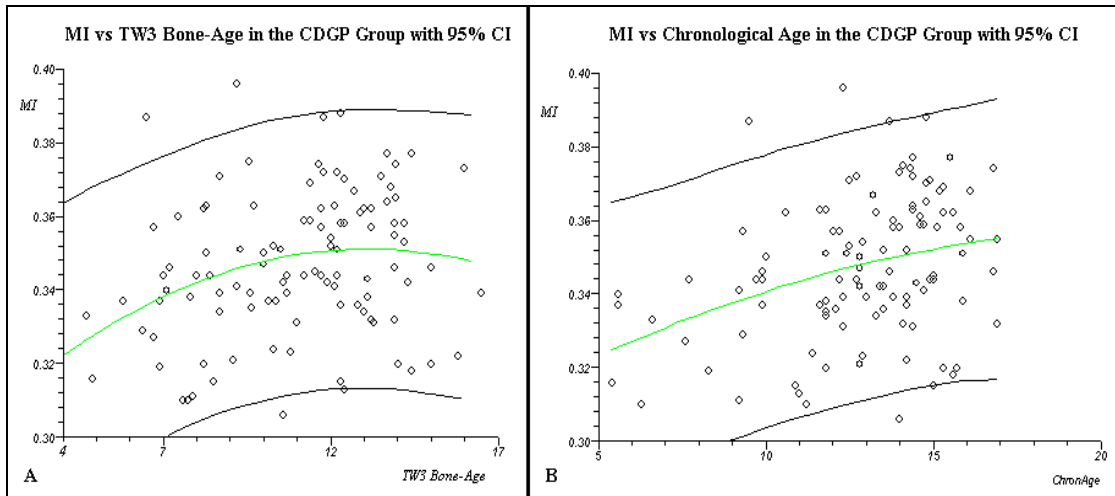 MI vs TW3 Bone-Age in the CDGP Group with 95% CI
0.40
MI
0.38
0.36
0.34
0.32
0.30
4
7
12
17
TW3 Bone-Age
A
MI vs Chronological Age in the CDGP Group with 95% CI
0.40
MI
0.38
0.36
0.34
0.32
0.30
5
10
15
20
ChronAge
B